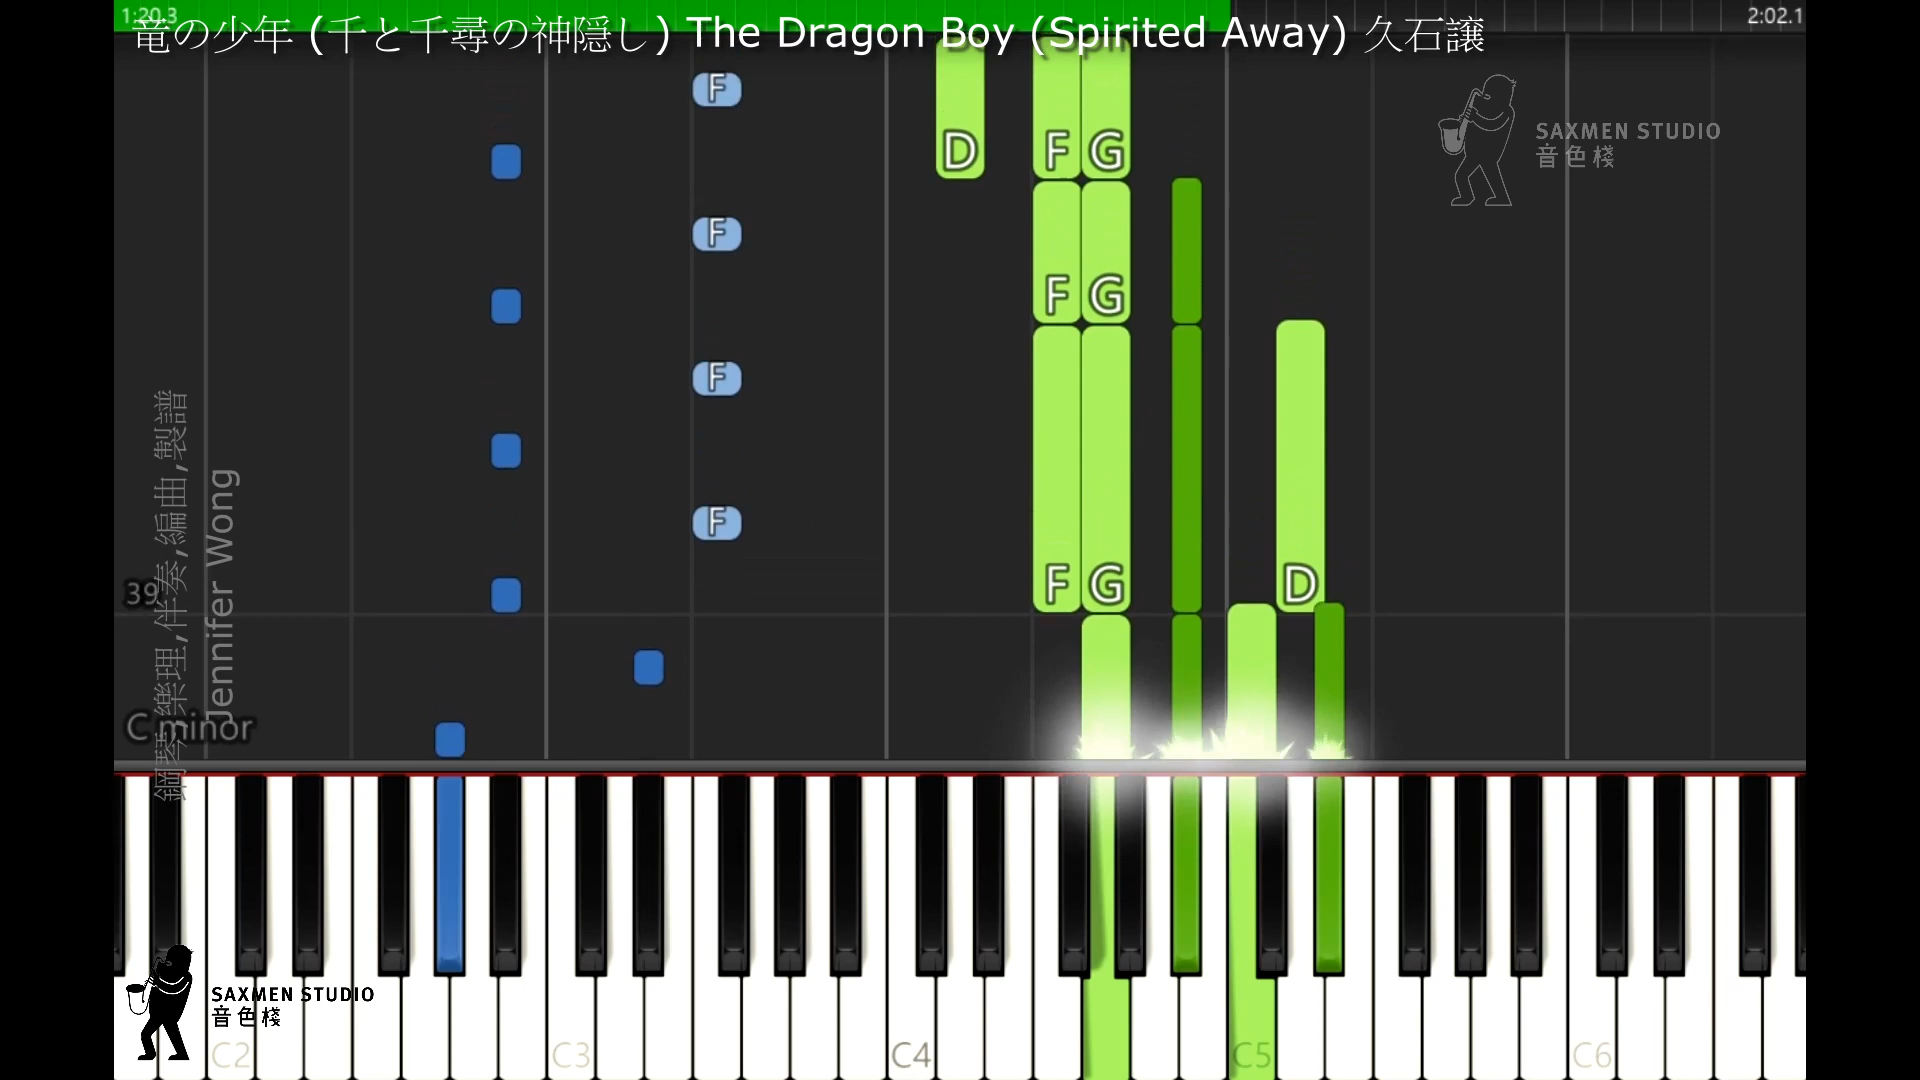 1:20.3
2:02.1
竜の少年 (千と千尋の神隠し) The Dragon Boy (Spirited Away) 久石譲
F
D F G
SAXMEN STUDIO
音色棧
F
F G
F
F
F G D
39
C minor
鋼琴,樂理,伴奏,編曲,製譜
Jennifer Wong
SAXMEN STUDIO
音色棧
C2 C3 C4 C5 C6